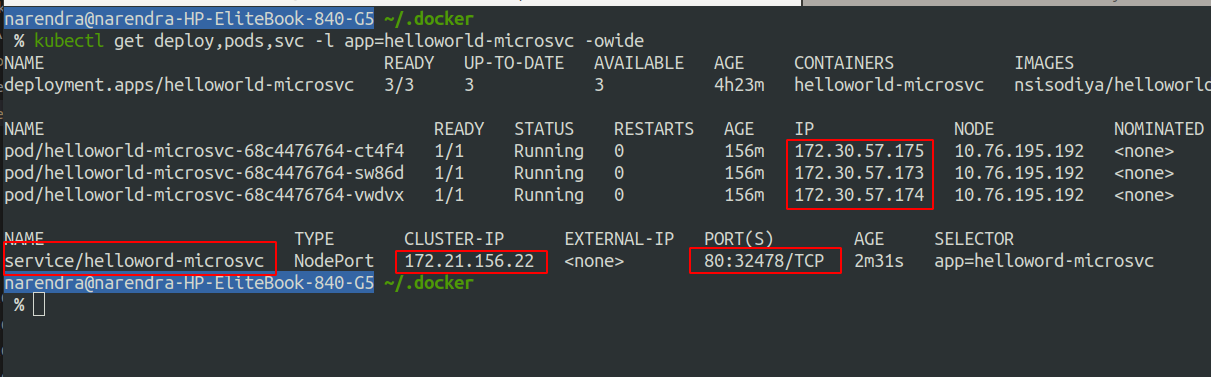 narendra@narendra-HP-EliteBook-840-G5 ~/.docker
% kubectl get deploy,pods,svc -l app=helloworld-microsvc -owide
NAME READY UP-TO-DATE AVAILABLE AGE CONTAINERS IMAGES
deployment.apps/helloworld-microsvc 3/3 3 3 4h23m helloworld-microsvc nsisodiya/helloworld
NAME READY STATUS RESTARTS AGE IP NODE NOMINATED
pod/helloworld-microsvc-68c4476764-ct4f4 1/1 Running 0 156m 172.30.57.175 10.76.195.192 <none>
pod/helloworld-microsvc-68c4476764-sw86d 1/1 Running 0 156m 172.30.57.173 10.76.195.192 <none>
pod/helloworld-microsvc-68c4476764-vwdvx 1/1 Running 0 156m 172.30.57.174 10.76.195.192 <none>
NAME TYPE CLUSTER-IP EXTERNAL-IP PORT(S) AGE SELECTOR
service/helloword-microsvc NodePort 172.21.156.22 <none> 80:32478/TCP 2m31s app=helloword-microsvc
narendra@narendra-HP-EliteBook-840-G5 ~/.docker
%